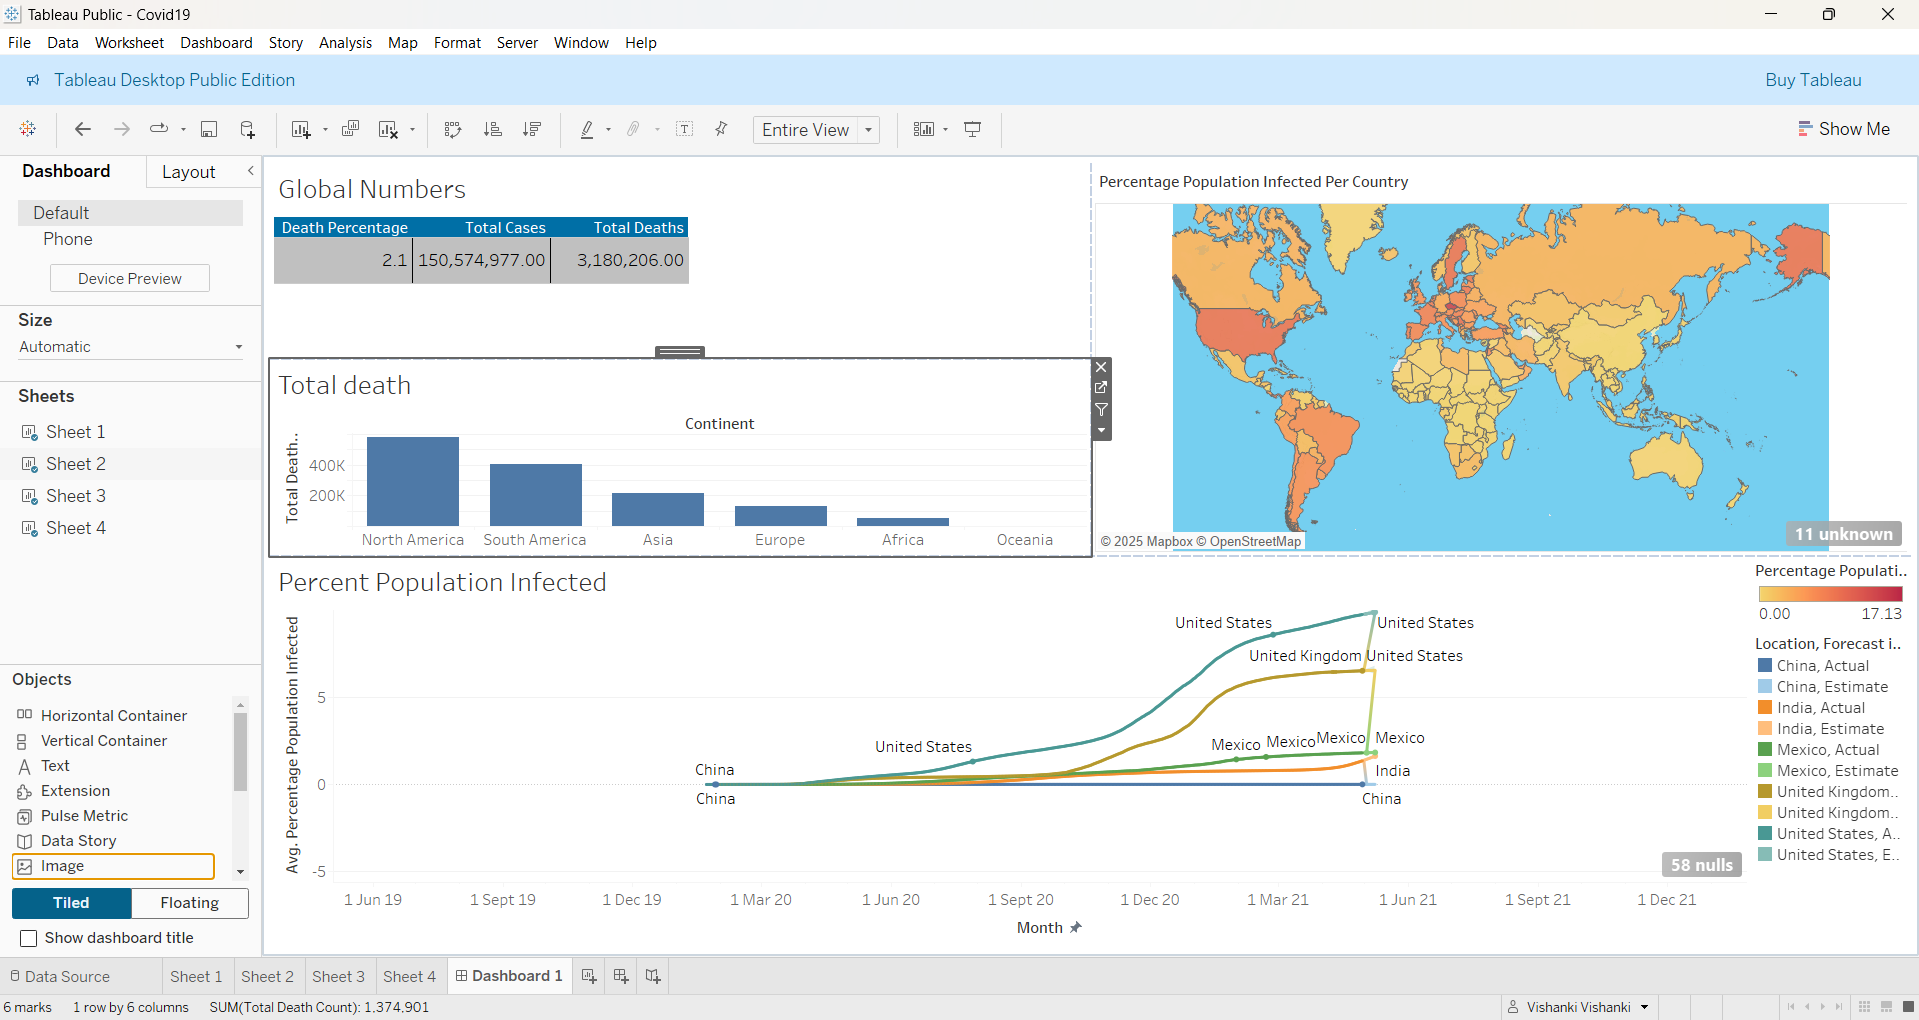 Tableau Public - Covid19
File Data Worksheet Dashboard Story Analysis Map Format Server Window Help
Tableau Desktop Public Edition
Buy Tableau
Entire View
Show Me
Dashboard
Layout
Default
Phone
Device Preview
Size
Automatic
Sheets
Sheet 1
Sheet 2
Sheet 3
Sheet 4
Objects
Horizontal Container
Vertical Container
Text
Extension
Pulse Metric
Data Story
Image
Tiled
Floating
Show dashboard title
Global Numbers
Death Percentage Total Cases Total Deaths
2.1 150,574,977.00 3,180,206.00
Total death
Continent
Total Death..
400K
200K
North America South America Asia Europe Africa Oceania
Percentage Population Infected Per Country
© 2025 Mapbox © OpenStreetMap
11 unknown
Percent Population Infected
Avg. Percentage Population Infected
5
0
-5
United States
United States
United Kingdom
United States
United States
Mexico
Mexico
Mexico
Mexico
China
China
India
China
58 nulls
1 Jun 19 1 Sept 19 1 Dec 19 1 Mar 20 1 Jun 20 1 Sept 20 1 Dec 20 1 Mar 21 1 Jun 21 1 Sept 21 1 Dec 21
Month
Percentage Populati..
0.00 17.13
Location, Forecast i..
China, Actual
China, Estimate
India, Actual
India, Estimate
Mexico, Actual
Mexico, Estimate
United Kingdom..
United Kingdom..
United States, A..
United States, E..
Data Source Sheet 1 Sheet 2 Sheet 3 Sheet 4 Dashboard 1
6 marks 1 row by 6 columns SUM(Total Death Count): 1,374,901
Vishanki Vishanki